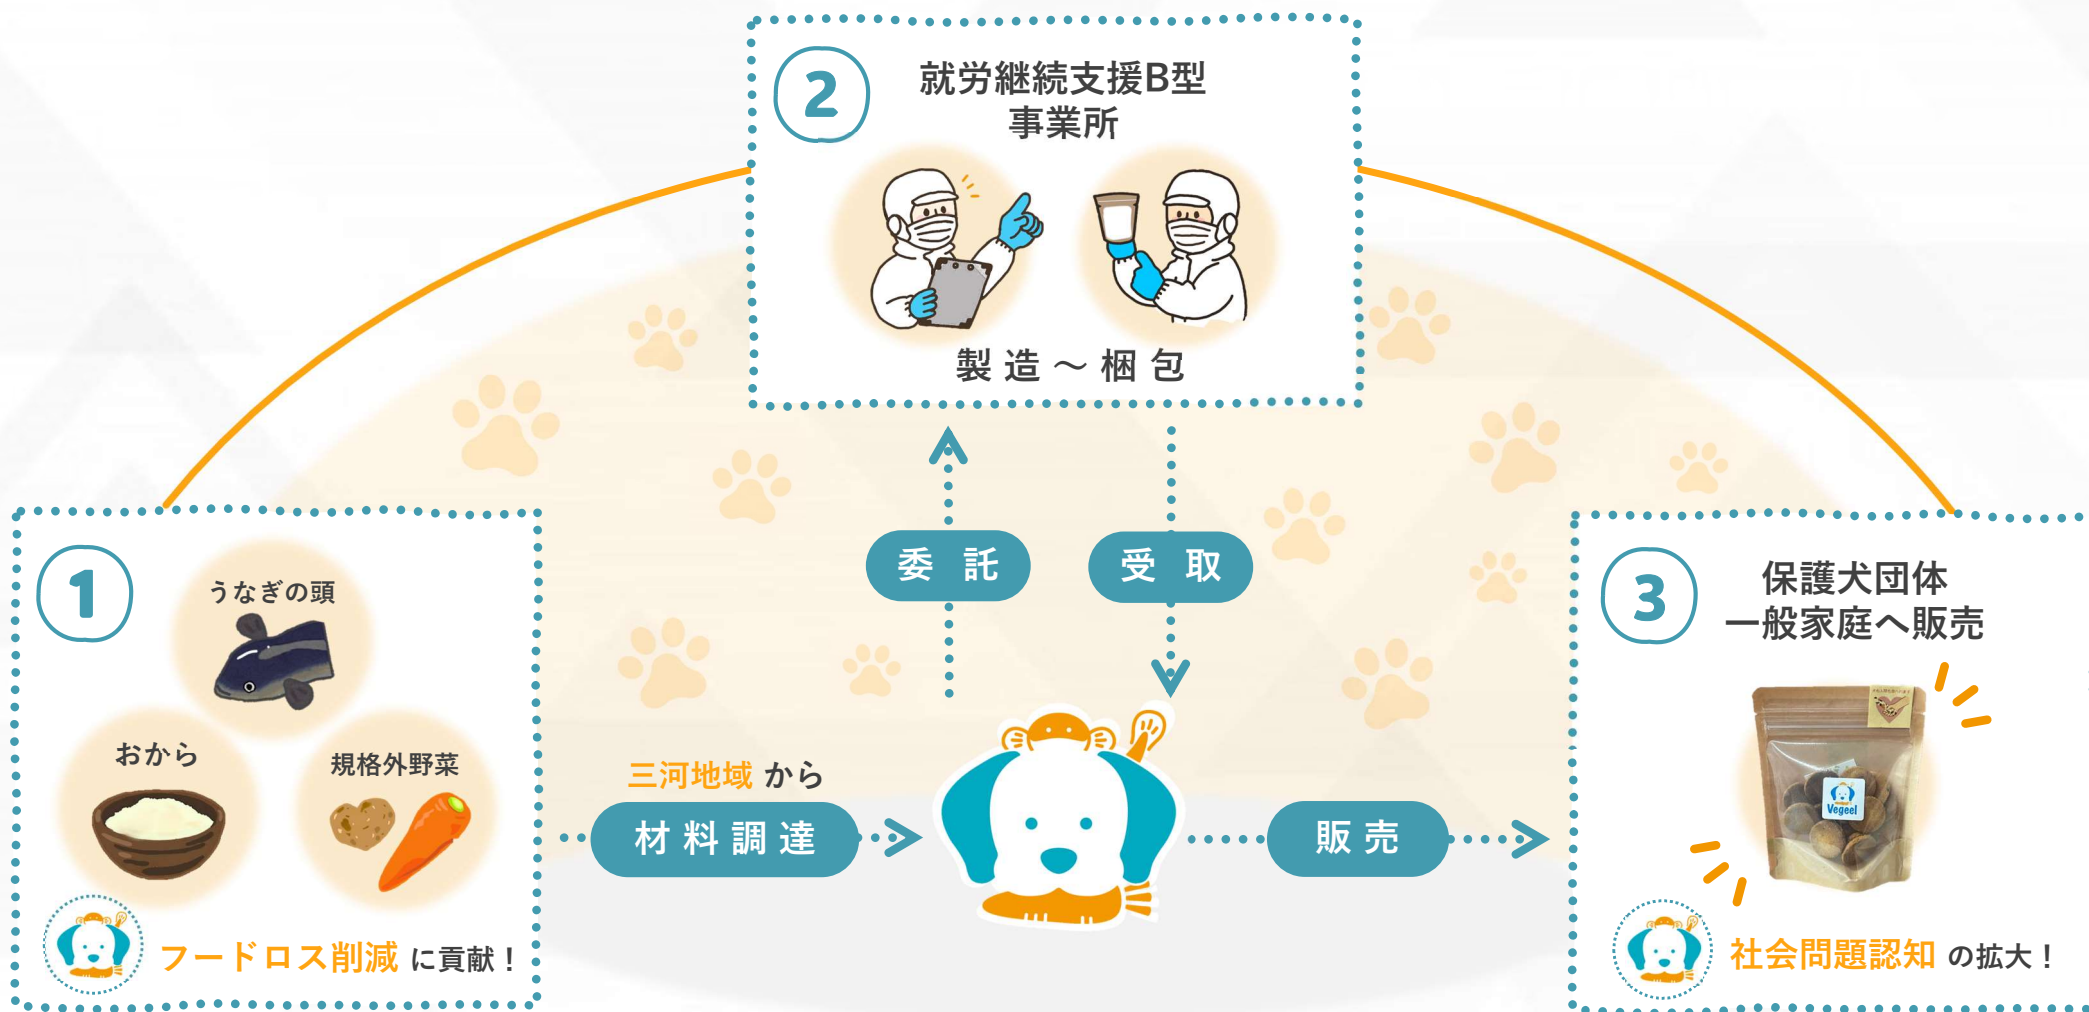 2
就労継続支援B型
事業所
製造～梱包
委託
受取
1
うなぎの頭
おから
規格外野菜
フードロス削減 に貢献！
三河地域 から
材料調達
販売
3
保護犬団体
一般家庭へ販売
Vegeel
社会問題認知 の拡大！